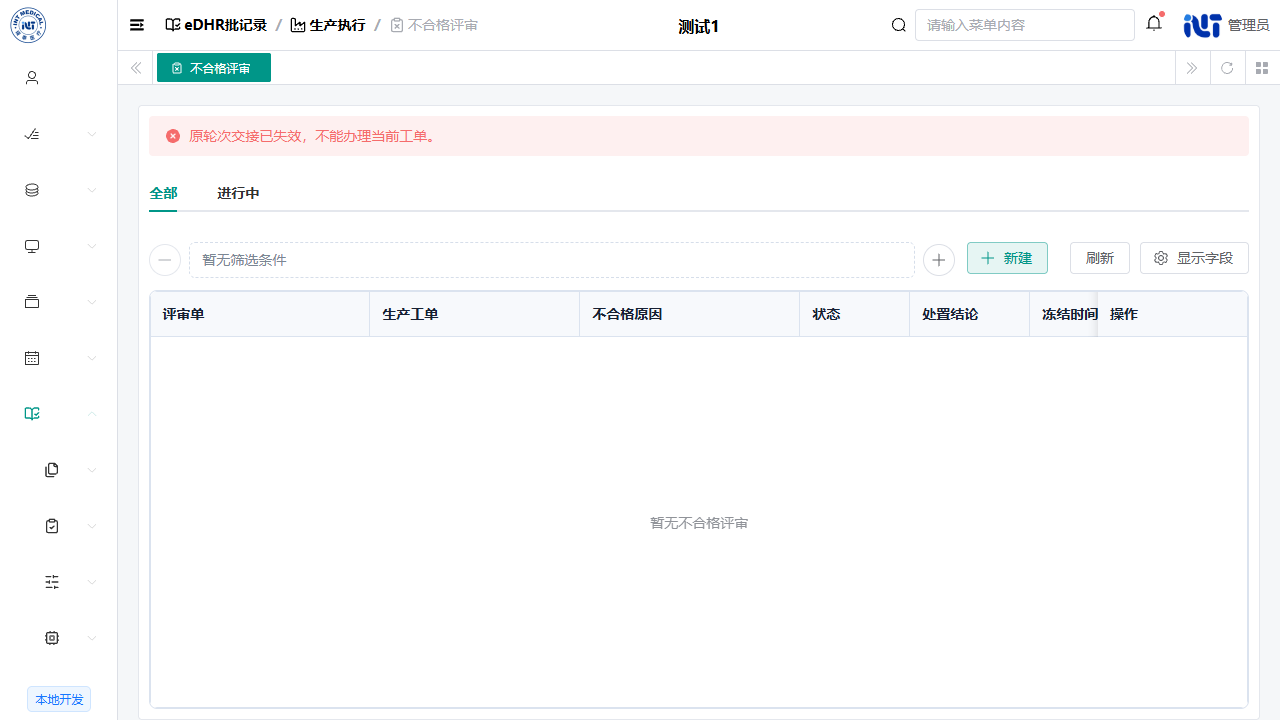 eDHR批记录 / 生产执行 / 不合格评审
测试1
请输入菜单内容
管理员
不合格评审
原轮次交接已失效，不能办理当前工单。
全部
进行中
暂无筛选条件
新建
刷新
显示字段
评审单
生产工单
不合格原因
状态
处置结论
冻结时间
操作
暂无不合格评审
本地开发